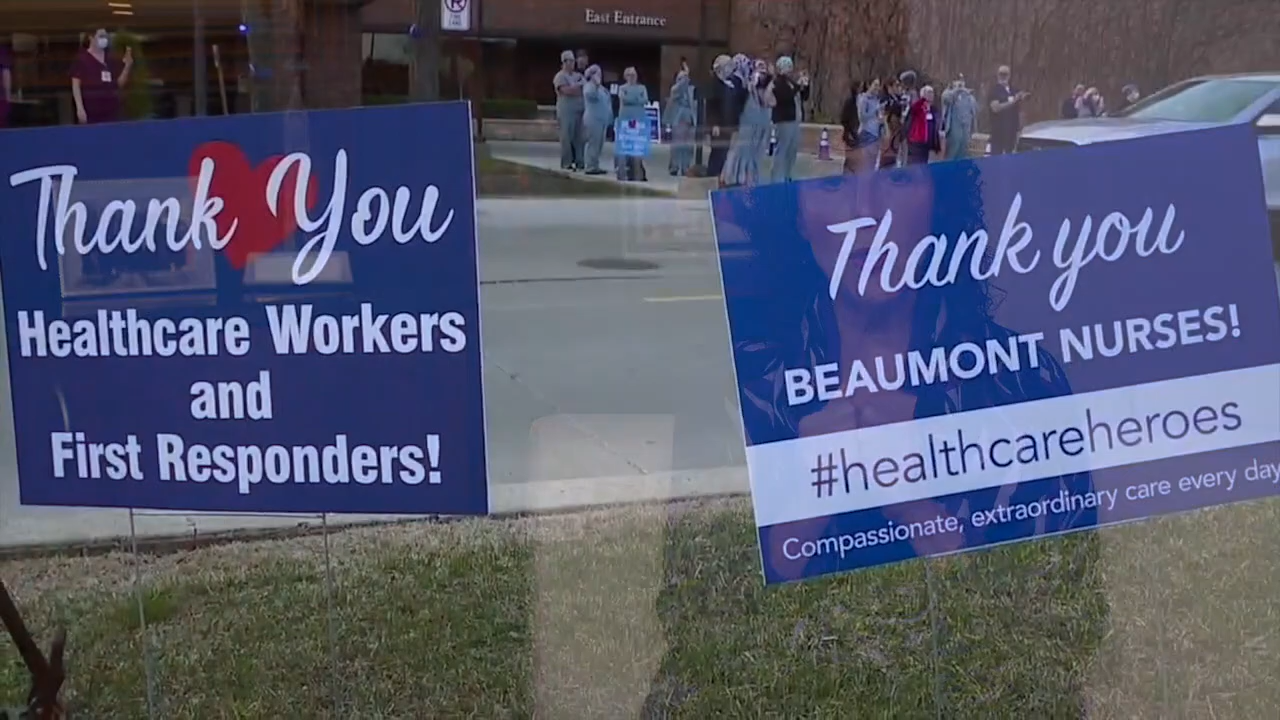 East Entrance
Thank You
Healthcare Workers
and
First Responders!
Thank you
BEAUMONT NURSES!
#healthcareheroes
Compassionate, extraordinary care every day